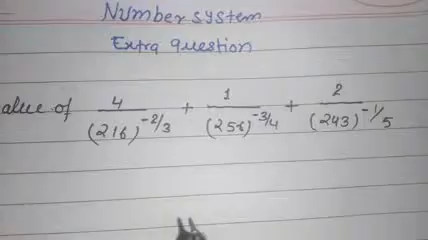 Number system
Extra question
alue of 4/(216)^-2/3 + 1/(256)^-3/4 + 2/(243)^-1/5